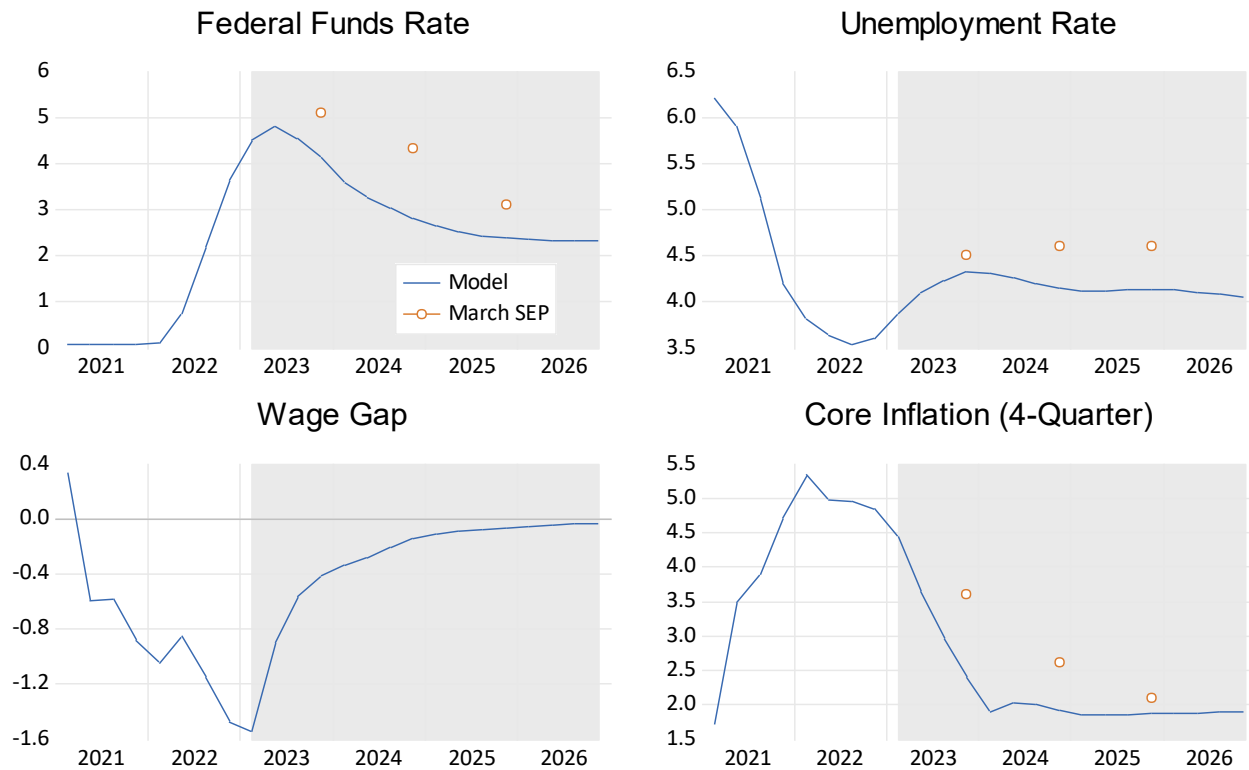 Federal Funds Rate
6
5
4
3
2
1
0
Model
March SEP
2021 2022 2023 2024 2025 2026
Unemployment Rate
6.5
6.0
5.5
5.0
4.5
4.0
3.5
2021 2022 2023 2024 2025 2026
Wage Gap
0.4
0.0
-0.4
-0.8
-1.2
-1.6
2021 2022 2023 2024 2025 2026
Core Inflation (4-Quarter)
5.5
5.0
4.5
4.0
3.5
3.0
2.5
2.0
1.5
2021 2022 2023 2024 2025 2026